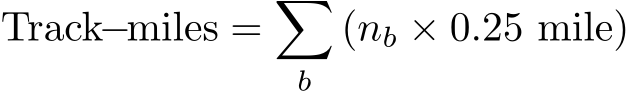 Track–miles = ∑_b (n_b × 0.25 mile)